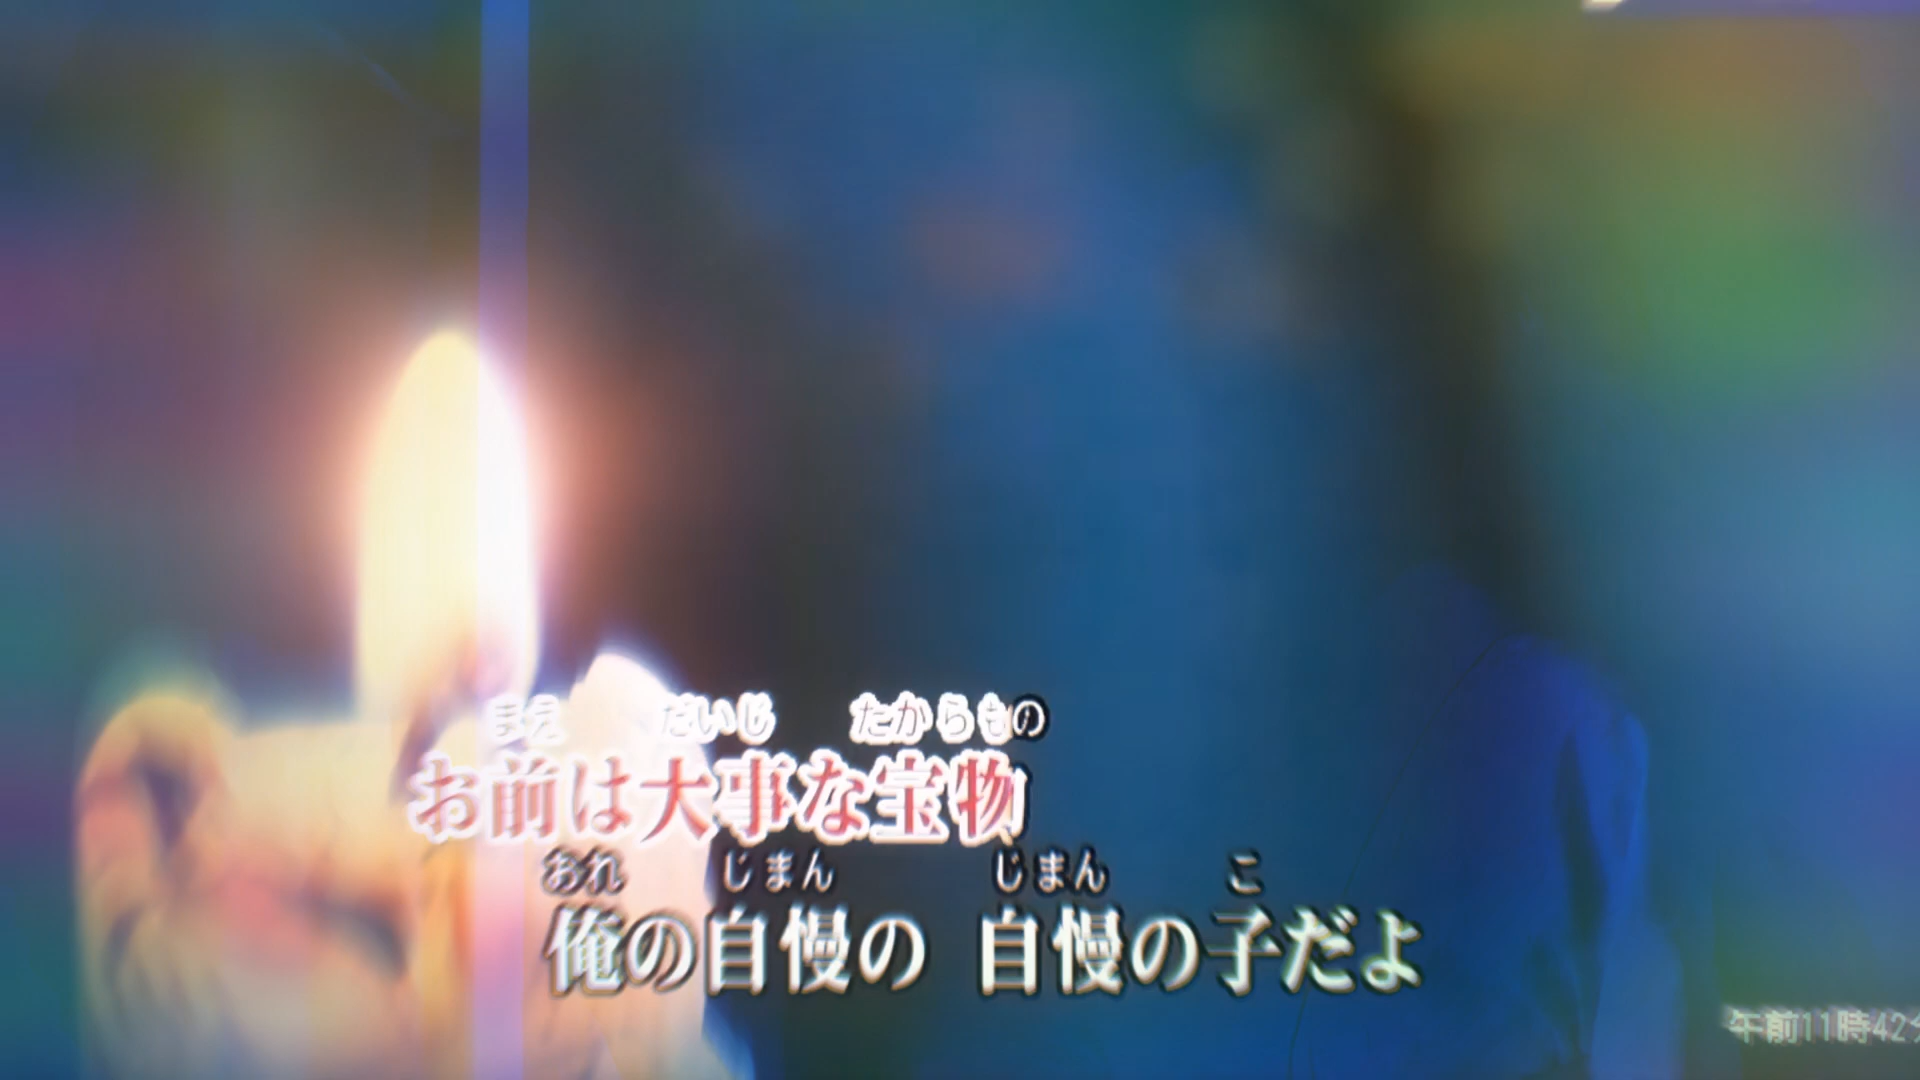 まえ だいじ たからもの
お前は大事な宝物
おれ じまん じまん こ
俺の自慢の 自慢の子だよ
午前11時42分